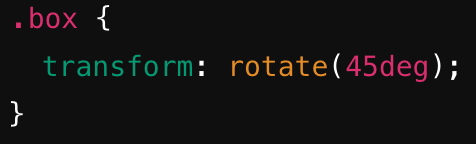 .box {
  transform: rotate(45deg);
}